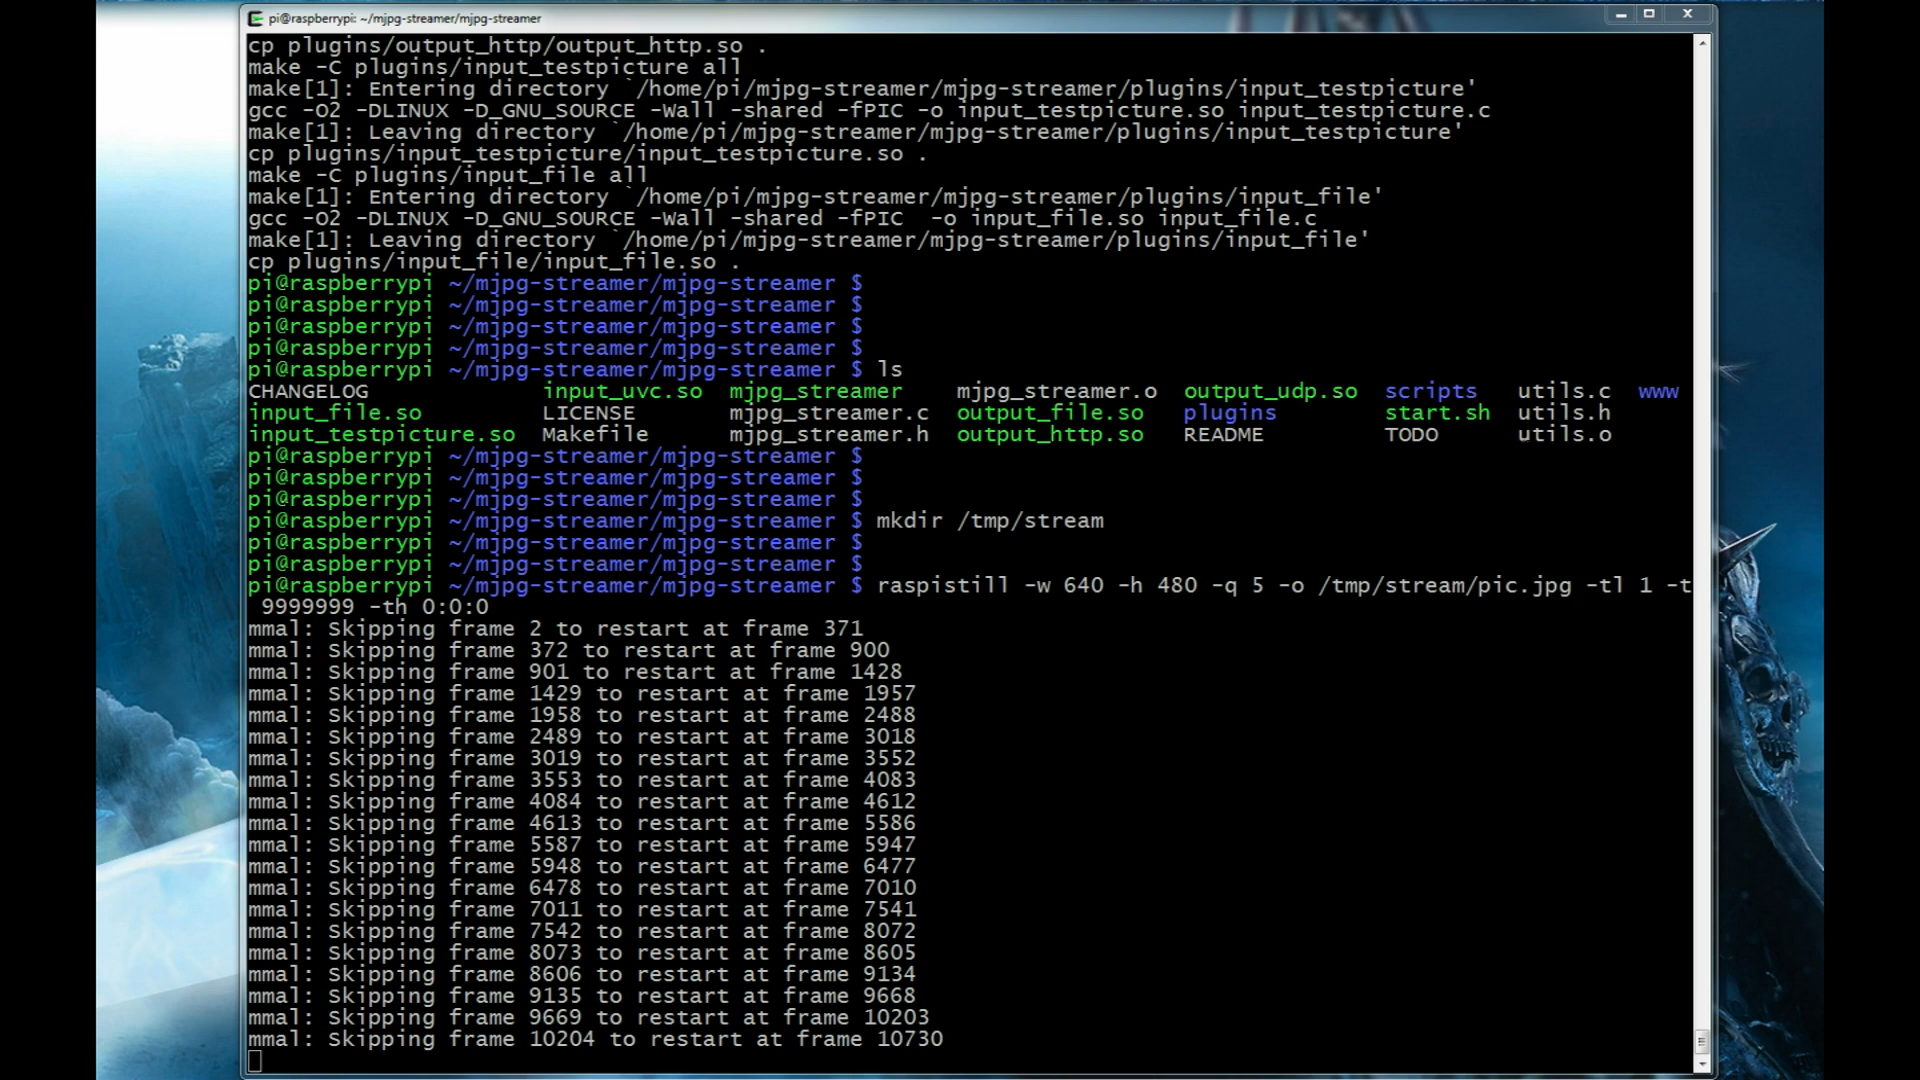 pi@raspberrypi: ~/mjpg-streamer/mjpg-streamer
cp plugins/output_http/output_http.so .
make -C plugins/input_testpicture all
make[1]: Entering directory `/home/pi/mjpg-streamer/mjpg-streamer/plugins/input_testpicture'
gcc -O2 -DLINUX -D_GNU_SOURCE -Wall -shared -fPIC -o input_testpicture.so input_testpicture.c
make[1]: Leaving directory `/home/pi/mjpg-streamer/mjpg-streamer/plugins/input_testpicture'
cp plugins/input_testpicture/input_testpicture.so .
make -C plugins/input_file all
make[1]: Entering directory `/home/pi/mjpg-streamer/mjpg-streamer/plugins/input_file'
gcc -O2 -DLINUX -D_GNU_SOURCE -Wall -shared -fPIC  -o input_file.so input_file.c
make[1]: Leaving directory `/home/pi/mjpg-streamer/mjpg-streamer/plugins/input_file'
cp plugins/input_file/input_file.so .
pi@raspberrypi ~/mjpg-streamer/mjpg-streamer $
pi@raspberrypi ~/mjpg-streamer/mjpg-streamer $
pi@raspberrypi ~/mjpg-streamer/mjpg-streamer $
pi@raspberrypi ~/mjpg-streamer/mjpg-streamer $
pi@raspberrypi ~/mjpg-streamer/mjpg-streamer $ ls
CHANGELOG input_uvc.so mjpg_streamer mjpg_streamer.o output_udp.so scripts utils.c www
input_file.so LICENSE mjpg_streamer.c output_file.so plugins start.sh utils.h
input_testpicture.so Makefile mjpg_streamer.h output_http.so README TODO utils.o
pi@raspberrypi ~/mjpg-streamer/mjpg-streamer $
pi@raspberrypi ~/mjpg-streamer/mjpg-streamer $
pi@raspberrypi ~/mjpg-streamer/mjpg-streamer $
pi@raspberrypi ~/mjpg-streamer/mjpg-streamer $ mkdir /tmp/stream
pi@raspberrypi ~/mjpg-streamer/mjpg-streamer $
pi@raspberrypi ~/mjpg-streamer/mjpg-streamer $
pi@raspberrypi ~/mjpg-streamer/mjpg-streamer $ raspistill -w 640 -h 480 -q 5 -o /tmp/stream/pic.jpg -tl 1 -t
 9999999 -th 0:0:0
mmal: Skipping frame 2 to restart at frame 371
mmal: Skipping frame 372 to restart at frame 900
mmal: Skipping frame 901 to restart at frame 1428
mmal: Skipping frame 1429 to restart at frame 1957
mmal: Skipping frame 1958 to restart at frame 2488
mmal: Skipping frame 2489 to restart at frame 3018
mmal: Skipping frame 3019 to restart at frame 3552
mmal: Skipping frame 3553 to restart at frame 4083
mmal: Skipping frame 4084 to restart at frame 4612
mmal: Skipping frame 4613 to restart at frame 5586
mmal: Skipping frame 5587 to restart at frame 5947
mmal: Skipping frame 5948 to restart at frame 6477
mmal: Skipping frame 6478 to restart at frame 7010
mmal: Skipping frame 7011 to restart at frame 7541
mmal: Skipping frame 7542 to restart at frame 8072
mmal: Skipping frame 8073 to restart at frame 8605
mmal: Skipping frame 8606 to restart at frame 9134
mmal: Skipping frame 9135 to restart at frame 9668
mmal: Skipping frame 9669 to restart at frame 10203
mmal: Skipping frame 10204 to restart at frame 10730